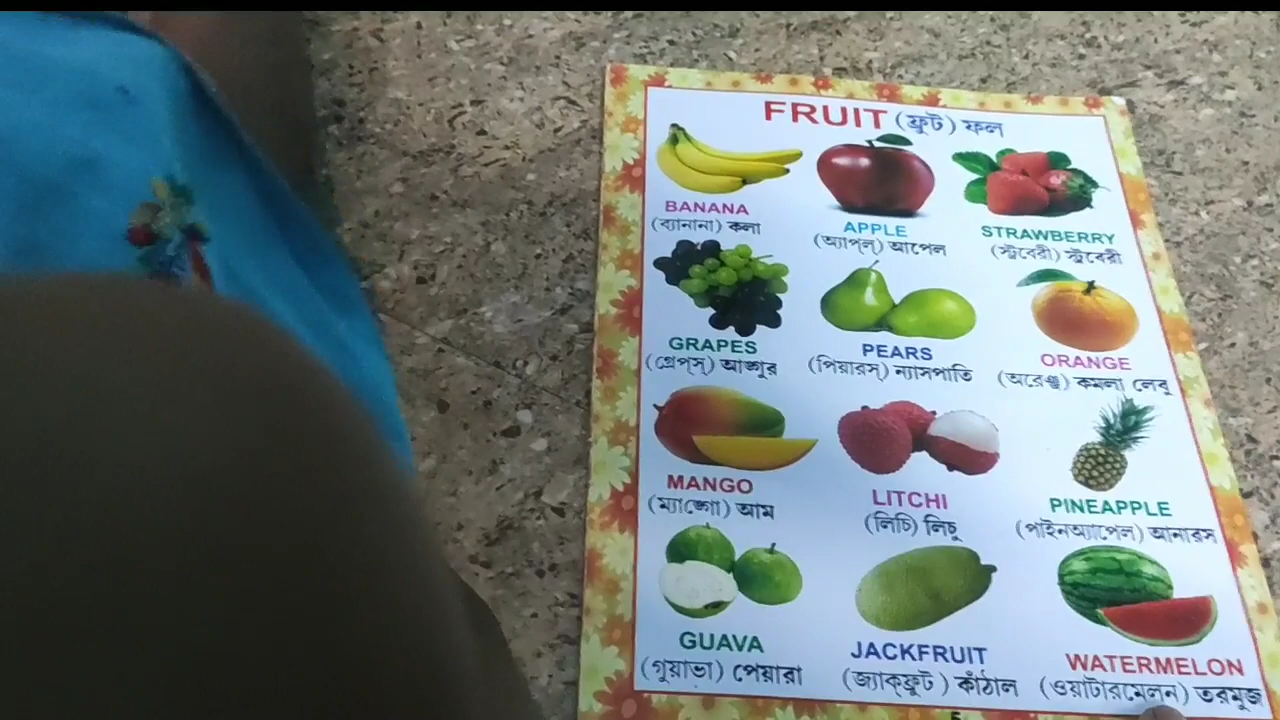 FRUIT (ফ্রুট) ফল
BANANA
(ব্যানানা) কলা
APPLE
(অ্যাপ্‌ল্) আপেল
STRAWBERRY
(স্ট্রবেরী) স্ট্রবেরী
GRAPES
(গ্রেপ্‌স্) আঙ্গুর
PEARS
(পিয়ারস্) ন্যাসপাতি
ORANGE
(অরেঞ্জ) কমলা লেবু
MANGO
(ম্যাঙ্গো) আম
LITCHI
(লিচি) লিচু
PINEAPPLE
(পাইনঅ্যাপেল) আনারস
GUAVA
(গুয়াভা) পেয়ারা
JACKFRUIT
(জ্যাক্‌ফ্রুট) কাঁঠাল
WATERMELON
(ওয়াটারমেলন) তরমুজ
5